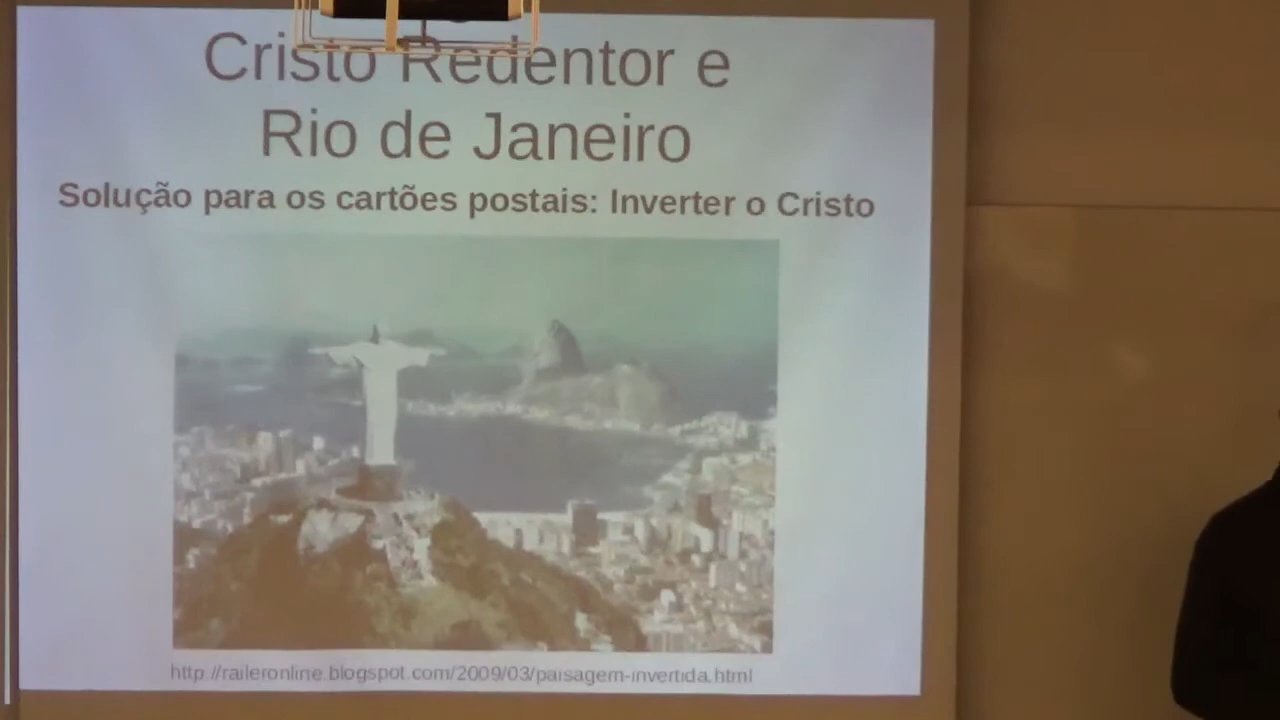 Cristo Redentor e
Rio de Janeiro
Solução para os cartões postais: Inverter o Cristo
http://raileronline.blogspot.com/2009/03/paisagem-invertida.html